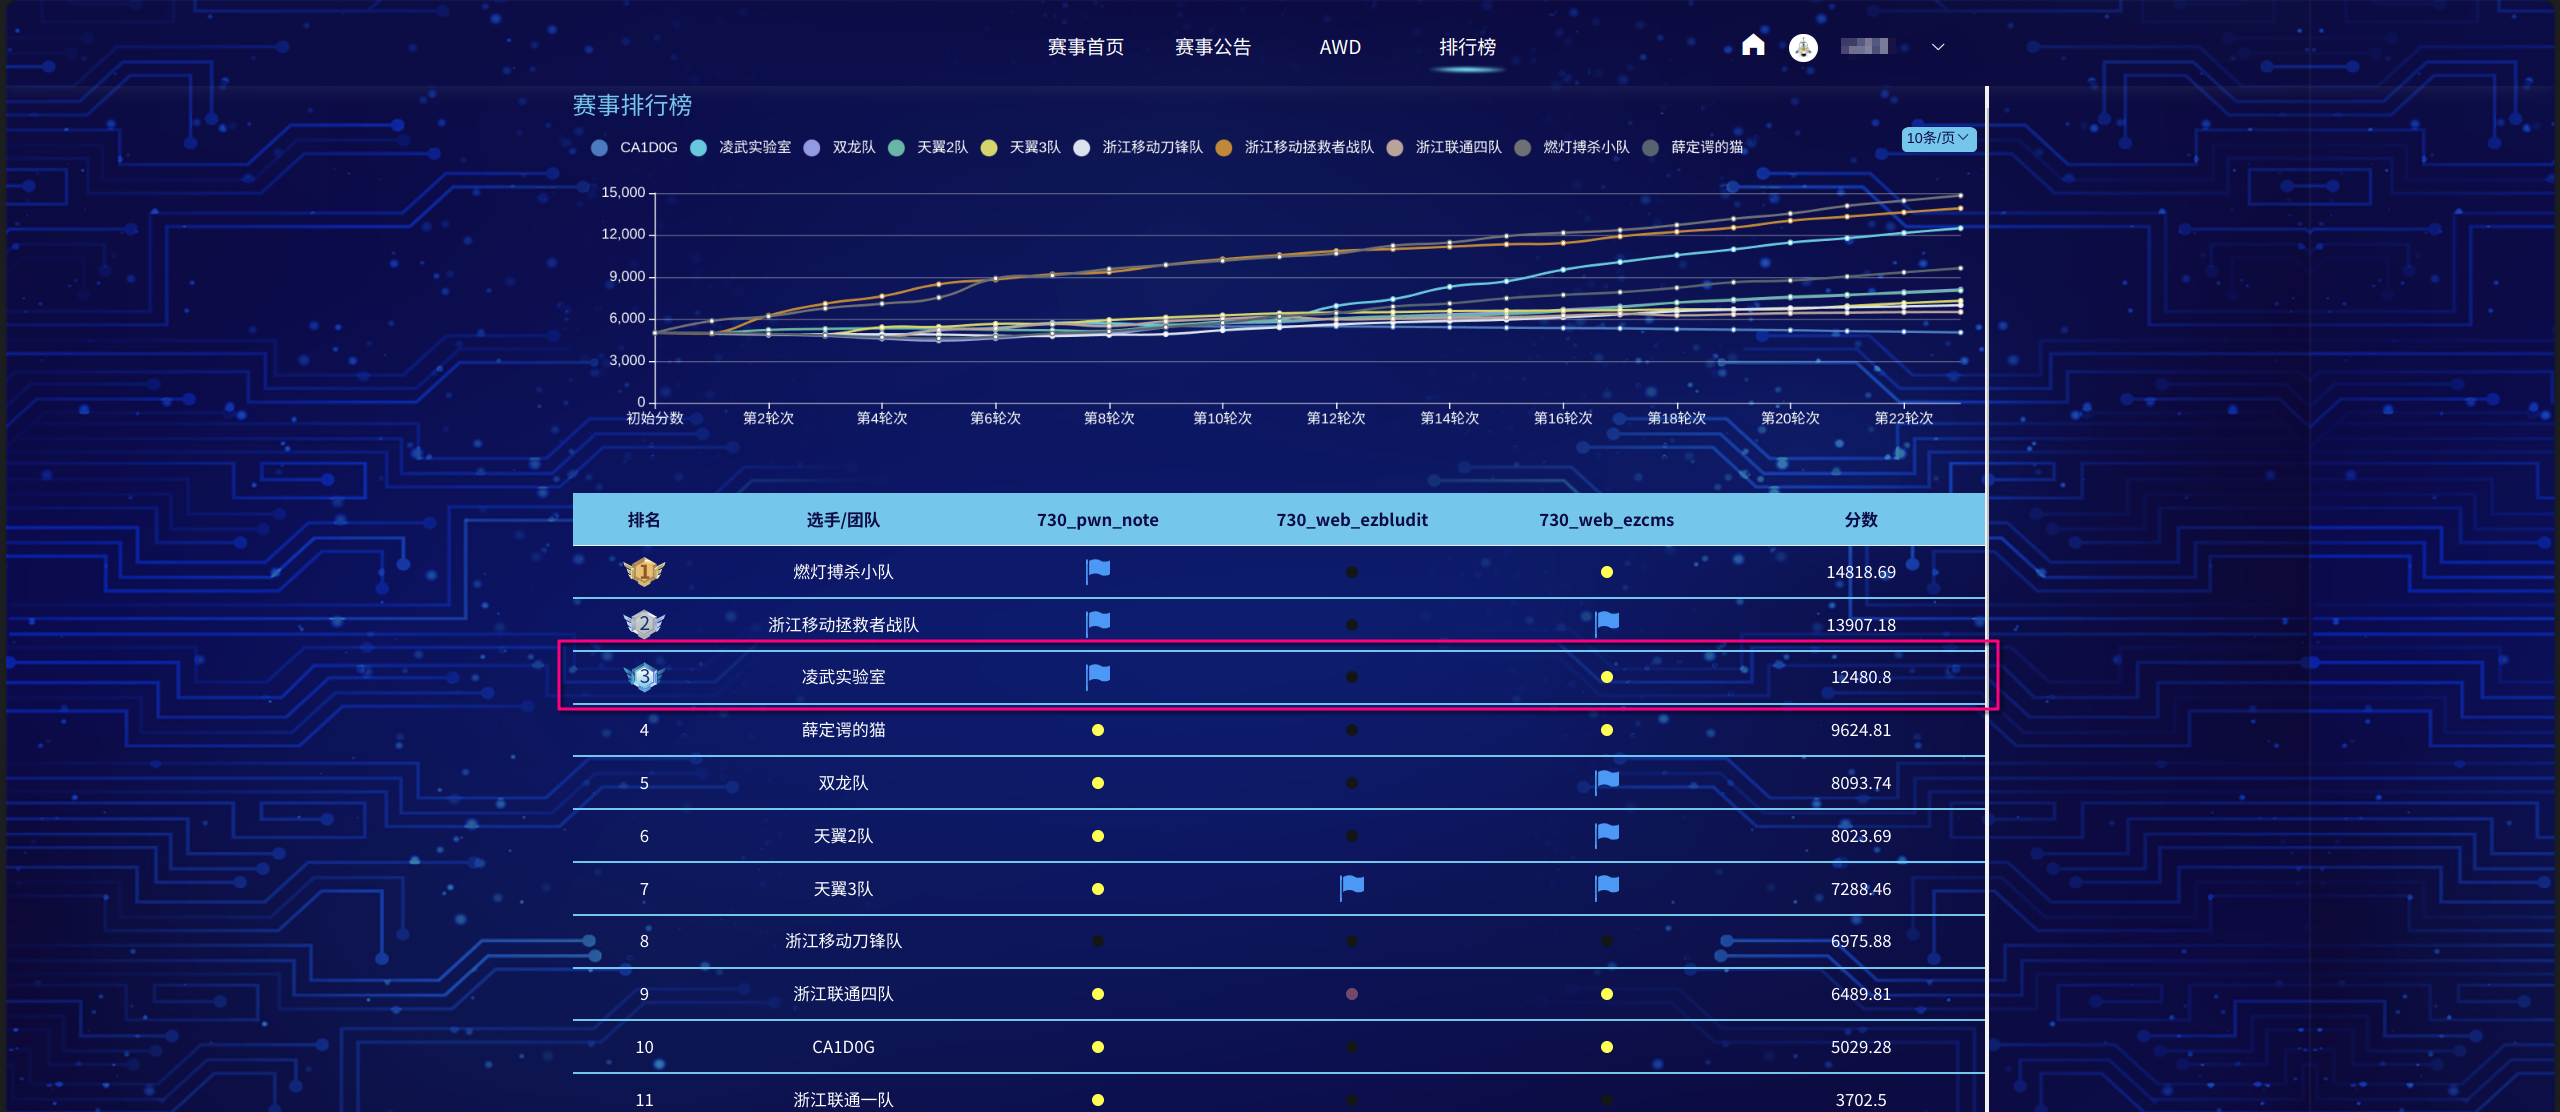 赛事首页 赛事公告 AWD 排行榜
赛事排行榜
CA1D0G 凌武实验室 双龙队 天翼2队 天翼3队 浙江移动刀锋队 浙江移动拯救者战队 浙江联通四队 燃灯搏杀小队 薛定谔的猫
10条/页
15,000
12,000
9,000
6,000
3,000
0
初始分数 第2轮次 第4轮次 第6轮次 第8轮次 第10轮次 第12轮次 第14轮次 第16轮次 第18轮次 第20轮次 第22轮次
排名 选手/团队 730_pwn_note 730_web_ezbludit 730_web_ezcms 分数
1 燃灯搏杀小队 14818.69
2 浙江移动拯救者战队 13907.18
3 凌武实验室 12480.8
4 薛定谔的猫 9624.81
5 双龙队 8093.74
6 天翼2队 8023.69
7 天翼3队 7288.46
8 浙江移动刀锋队 6975.88
9 浙江联通四队 6489.81
10 CA1D0G 5029.28
11 浙江联通一队 3702.5